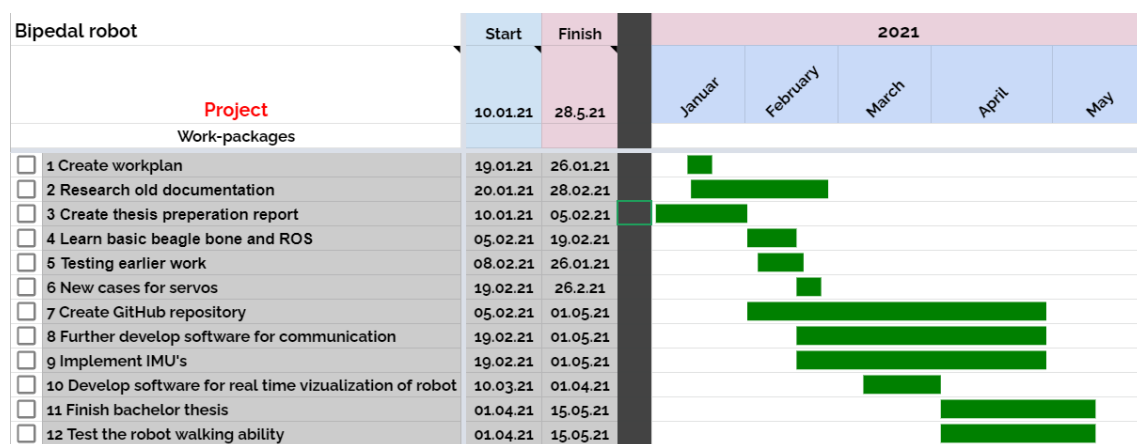 Bipedal robot Start Finish 2021
Januar February March April May
Project 10.01.21 28.5.21
Work-packages
1 Create workplan 19.01.21 26.01.21
2 Research old documentation 20.01.21 28.02.21
3 Create thesis preperation report 10.01.21 05.02.21
4 Learn basic beagle bone and ROS 05.02.21 19.02.21
5 Testing earlier work 08.02.21 26.01.21
6 New cases for servos 19.02.21 26.2.21
7 Create GitHub repository 05.02.21 01.05.21
8 Further develop software for communication 19.02.21 01.05.21
9 Implement IMU's 19.02.21 01.05.21
10 Develop software for real time vizualization of robot 10.03.21 01.04.21
11 Finish bachelor thesis 01.04.21 15.05.21
12 Test the robot walking ability 01.04.21 15.05.21